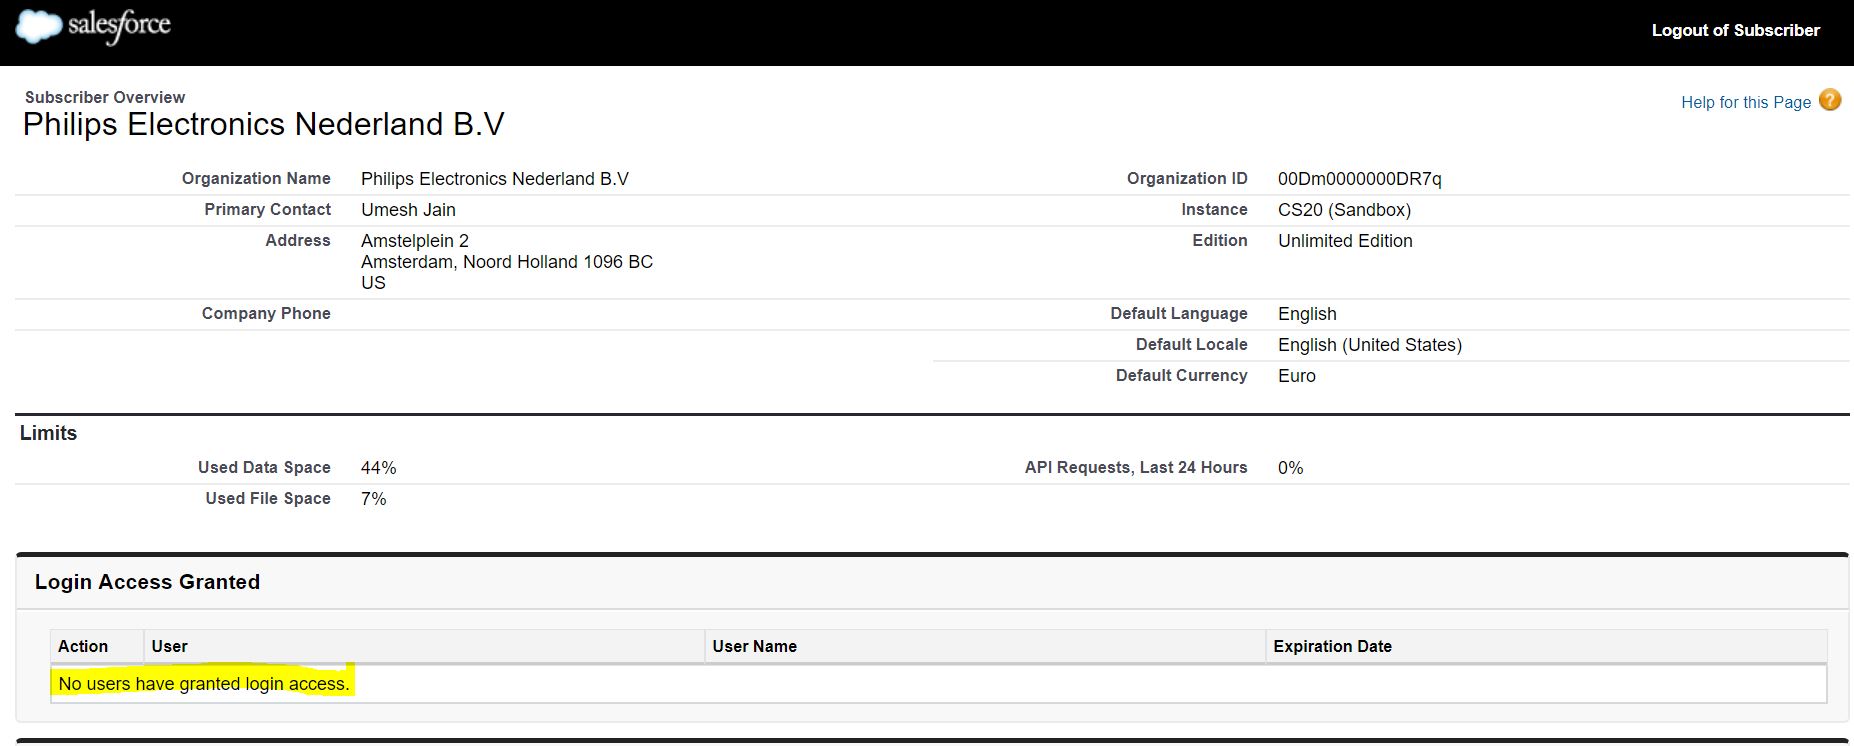 salesforce
Logout of Subscriber
Subscriber Overview
Help for this Page ?
Philips Electronics Nederland B.V
Organization Name Philips Electronics Nederland B.V Organization ID 00Dm0000000DR7q
Primary Contact Umesh Jain Instance CS20 (Sandbox)
Address Amstelplein 2 Edition Unlimited Edition
Amsterdam, Noord Holland 1096 BC
US
Company Phone Default Language English
Default Locale English (United States)
Default Currency Euro
Limits
Used Data Space 44% API Requests, Last 24 Hours 0%
Used File Space 7%
Login Access Granted
Action User User Name Expiration Date
No users have granted login access.